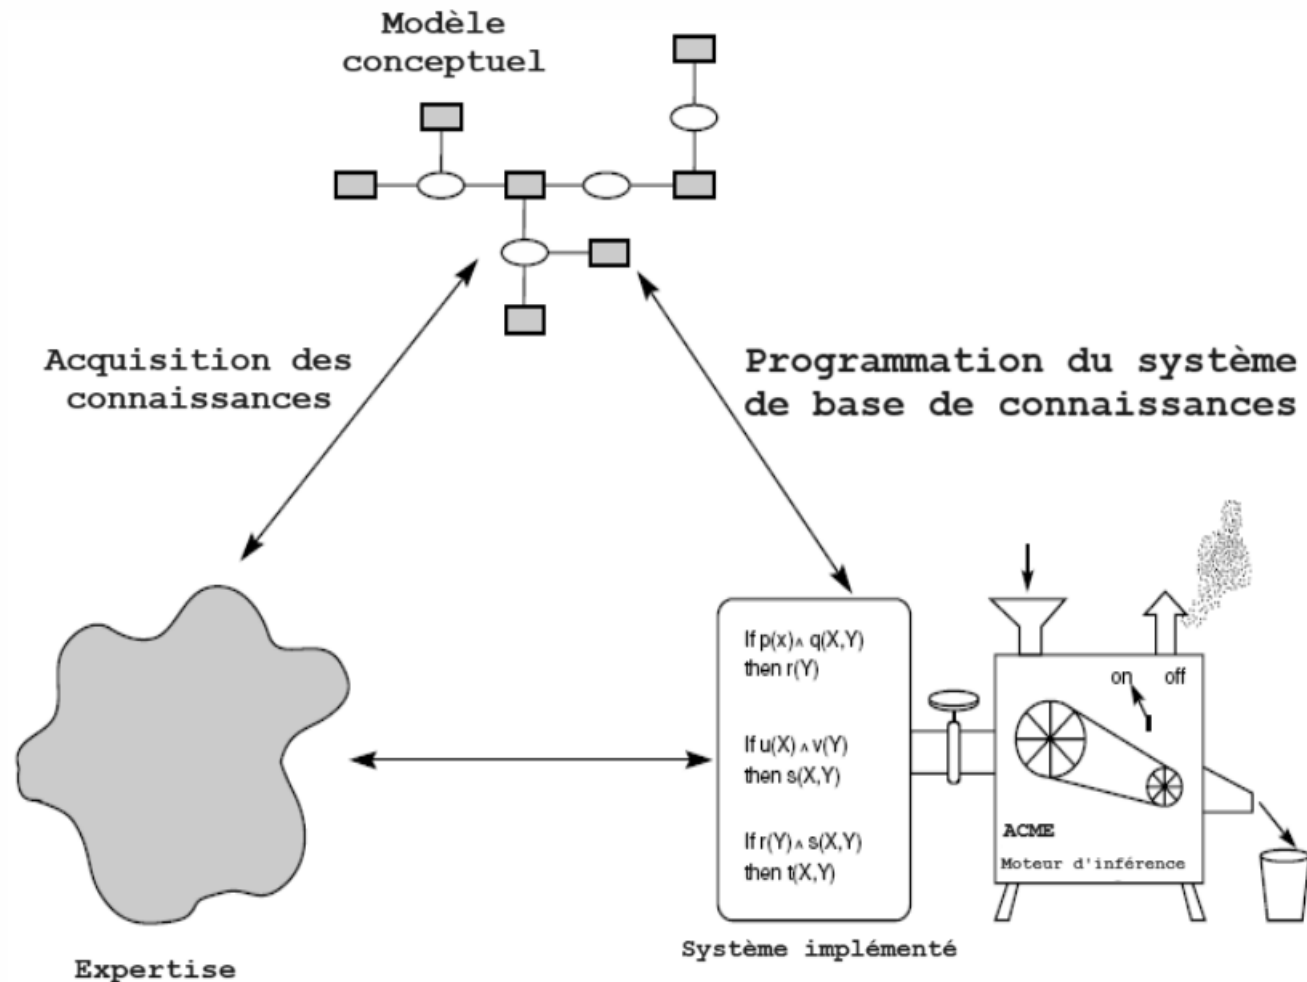 Modèle
conceptuel
Acquisition des
connaissances
Programmation du système
de base de connaissances
If p(x)∧ q(X,Y)
then r(Y)
If u(X) ∧ v(Y)
then s(X,Y)
If r(Y) ∧ s(X,Y)
then t(X,Y)
on off
ACME
Moteur d'inférence
Système implémenté
Expertise